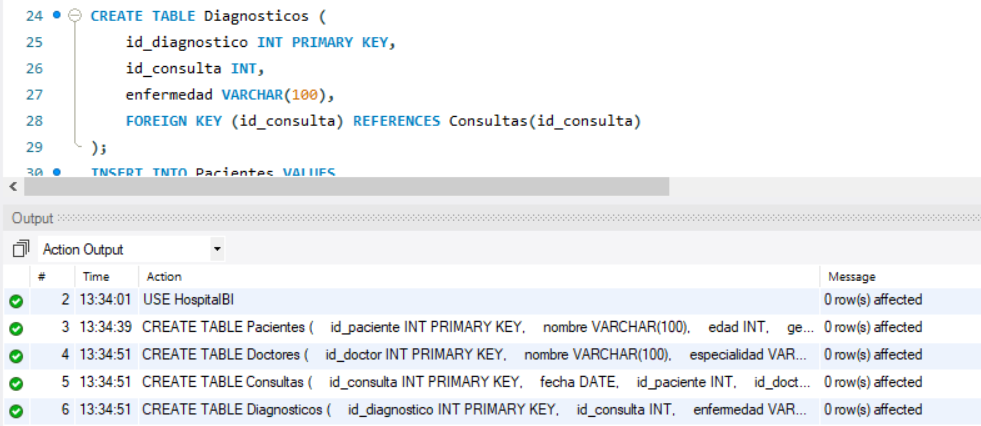 24 CREATE TABLE Diagnosticos (
25 id_diagnostico INT PRIMARY KEY,
26 id_consulta INT,
27 enfermedad VARCHAR(100),
28 FOREIGN KEY (id_consulta) REFERENCES Consultas(id_consulta)
29 );
30 INSERT INTO Pacientes VALUES
Output
Action Output
# Time Action Message
2 13:34:01 USE HospitalBI 0 row(s) affected
3 13:34:39 CREATE TABLE Pacientes ( id_paciente INT PRIMARY KEY, nombre VARCHAR(100), edad INT, ge... 0 row(s) affected
4 13:34:51 CREATE TABLE Doctores ( id_doctor INT PRIMARY KEY, nombre VARCHAR(100), especialidad VAR... 0 row(s) affected
5 13:34:51 CREATE TABLE Consultas ( id_consulta INT PRIMARY KEY, fecha DATE, id_paciente INT, id_doct... 0 row(s) affected
6 13:34:51 CREATE TABLE Diagnosticos ( id_diagnostico INT PRIMARY KEY, id_consulta INT, enfermedad VAR... 0 row(s) affected